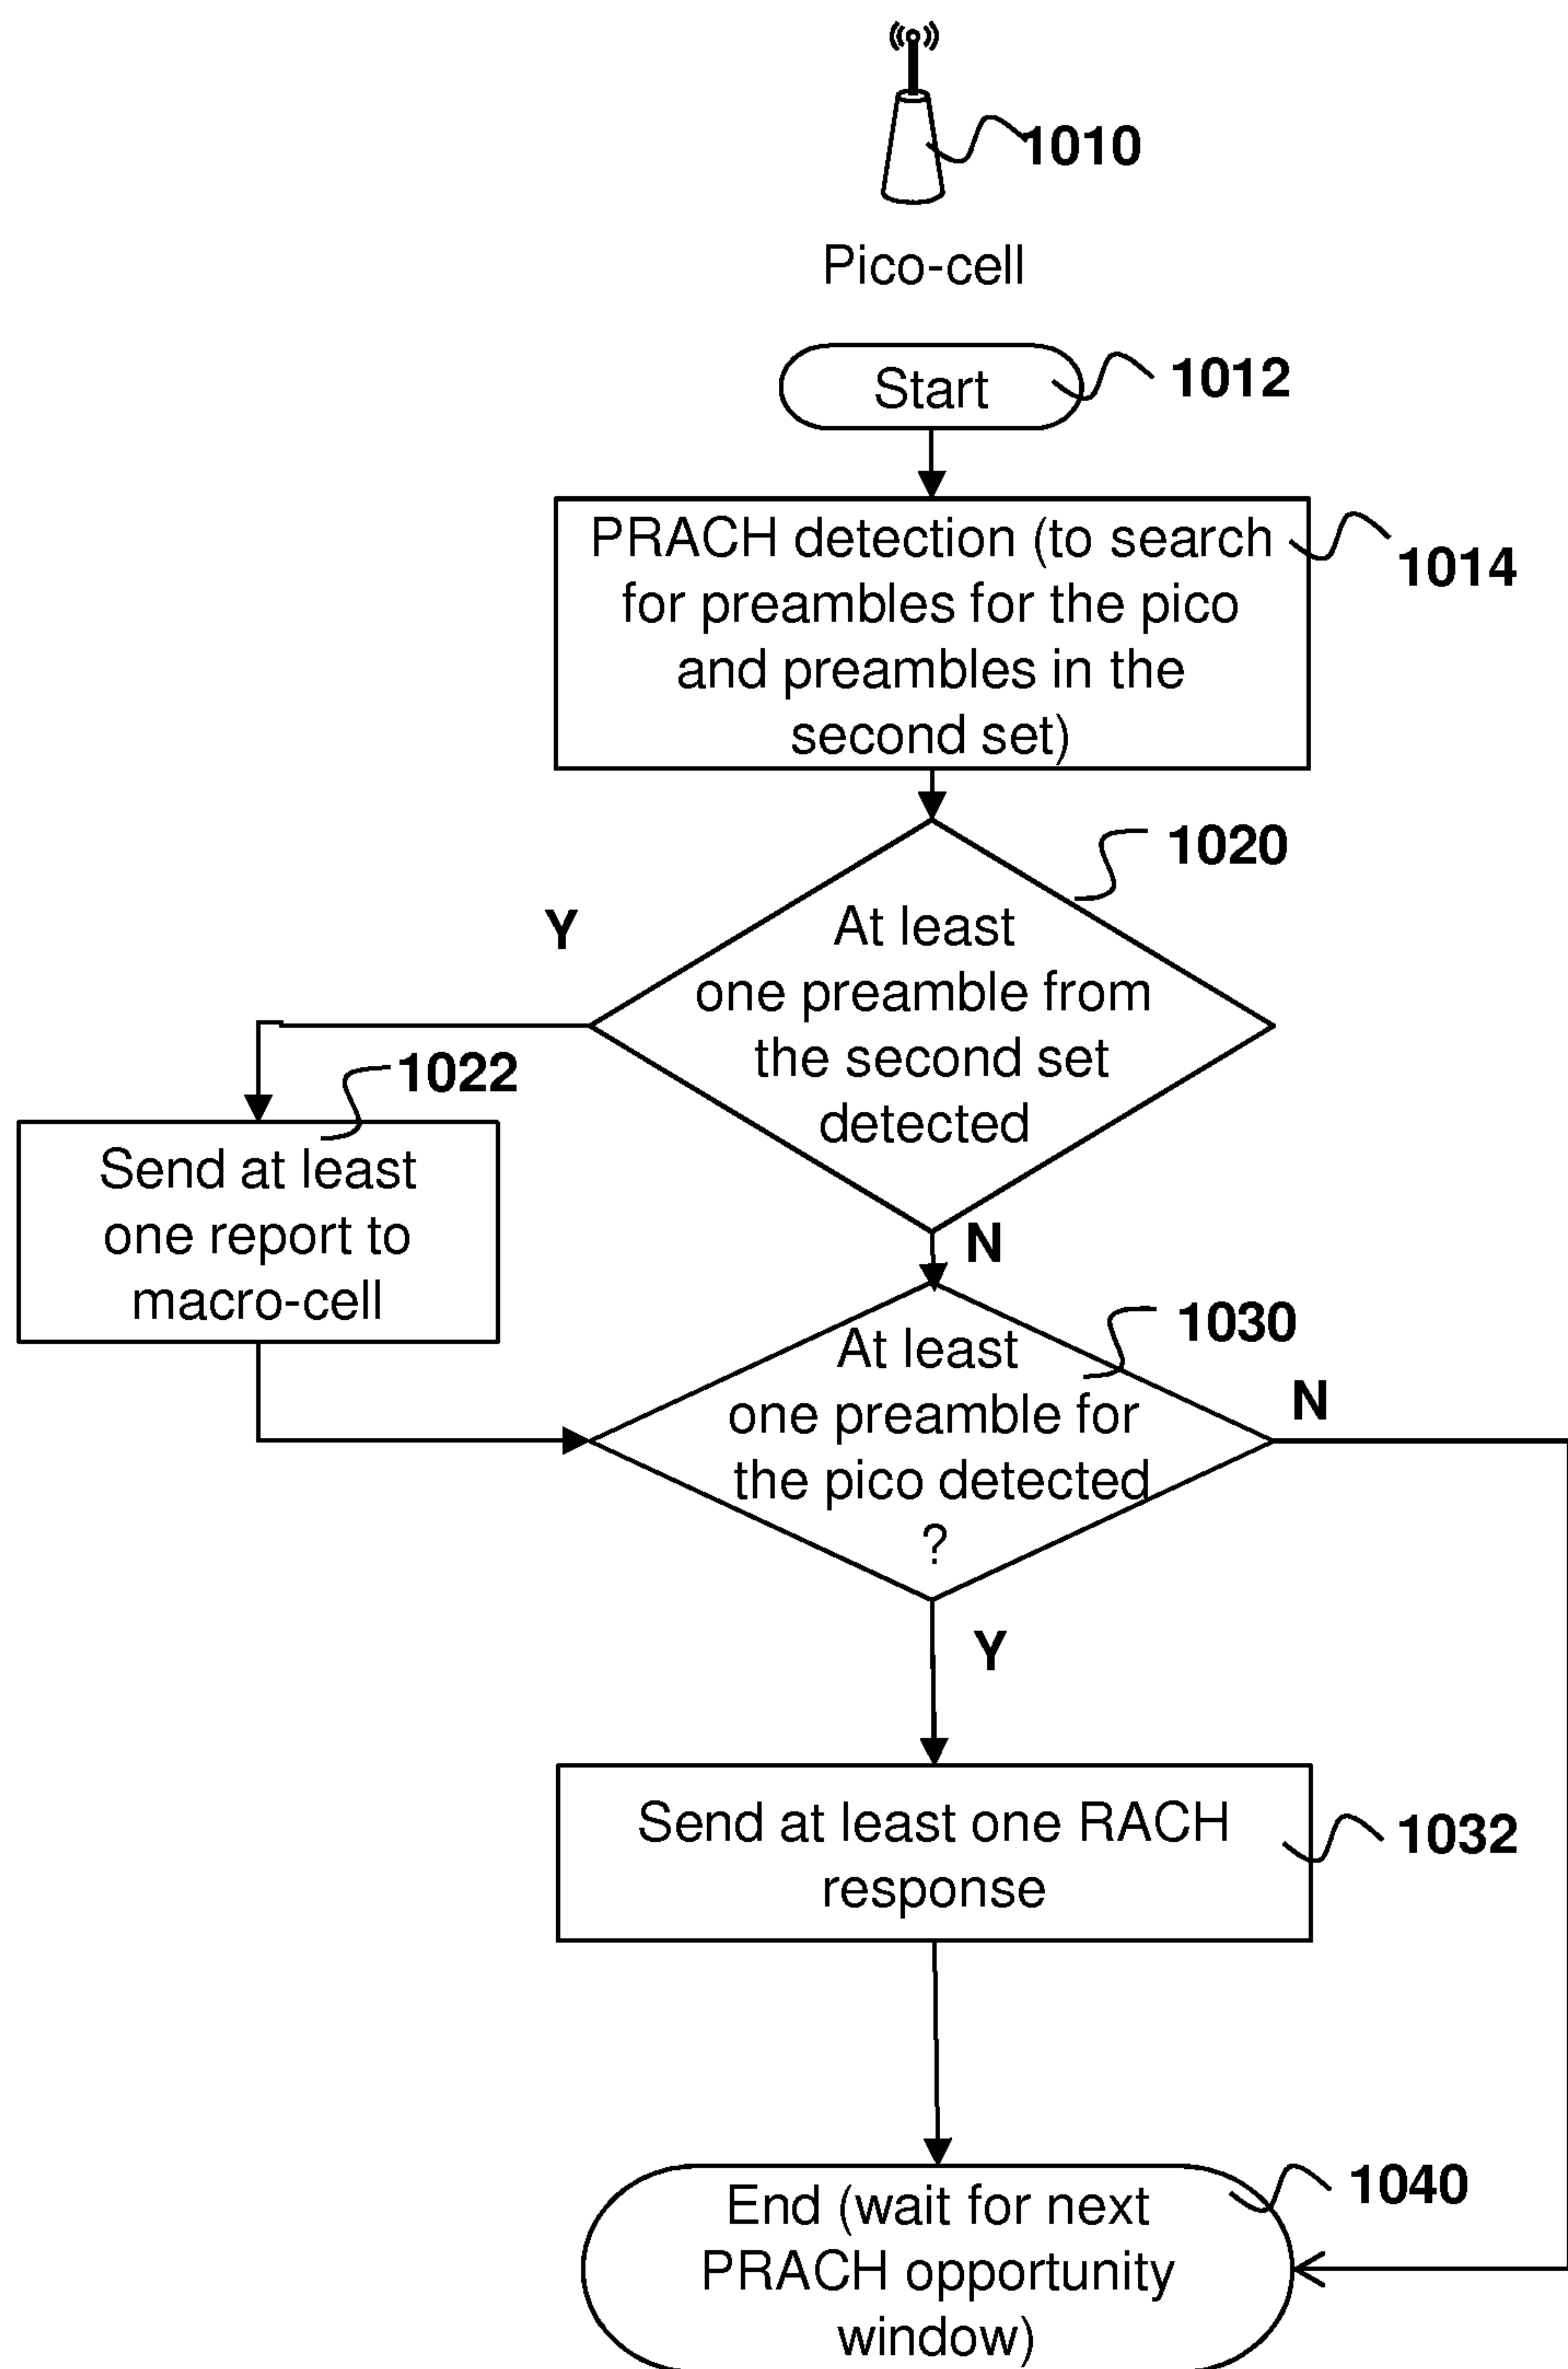 1010
Pico-cell
Start
1012
PRACH detection (to search
for preambles for the pico
and preambles in the
second set)
1014
1020
At least
one preamble from
the second set
detected
Y
N
1022
Send at least
one report to
macro-cell
1030
At least
one preamble for
the pico detected
?
N
Y
Send at least one RACH
response
1032
1040
End (wait for next
PRACH opportunity
window)